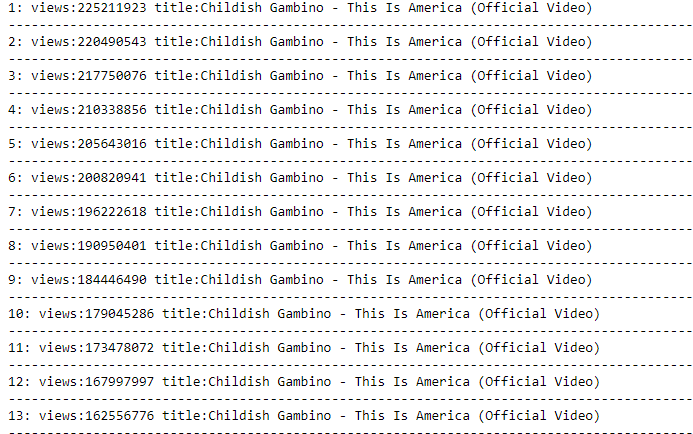 1: views:225211923 title:Childish Gambino - This Is America (Official Video)
2: views:220490543 title:Childish Gambino - This Is America (Official Video)
3: views:217750076 title:Childish Gambino - This Is America (Official Video)
4: views:210338856 title:Childish Gambino - This Is America (Official Video)
5: views:205643016 title:Childish Gambino - This Is America (Official Video)
6: views:200820941 title:Childish Gambino - This Is America (Official Video)
7: views:196222618 title:Childish Gambino - This Is America (Official Video)
8: views:190950401 title:Childish Gambino - This Is America (Official Video)
9: views:184446490 title:Childish Gambino - This Is America (Official Video)
10: views:179045286 title:Childish Gambino - This Is America (Official Video)
11: views:173478072 title:Childish Gambino - This Is America (Official Video)
12: views:167997997 title:Childish Gambino - This Is America (Official Video)
13: views:162556776 title:Childish Gambino - This Is America (Official Video)